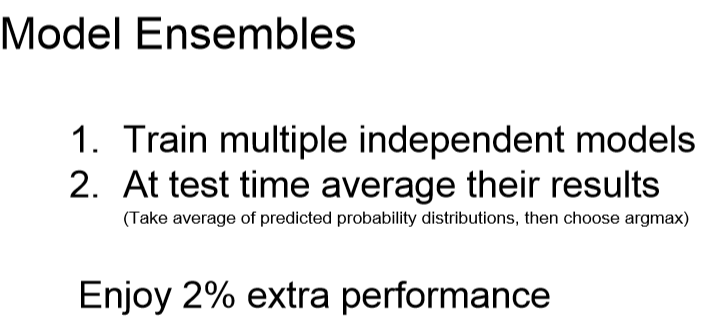 Model Ensembles
1. Train multiple independent models
2. At test time average their results
(Take average of predicted probability distributions, then choose argmax)
Enjoy 2% extra performance